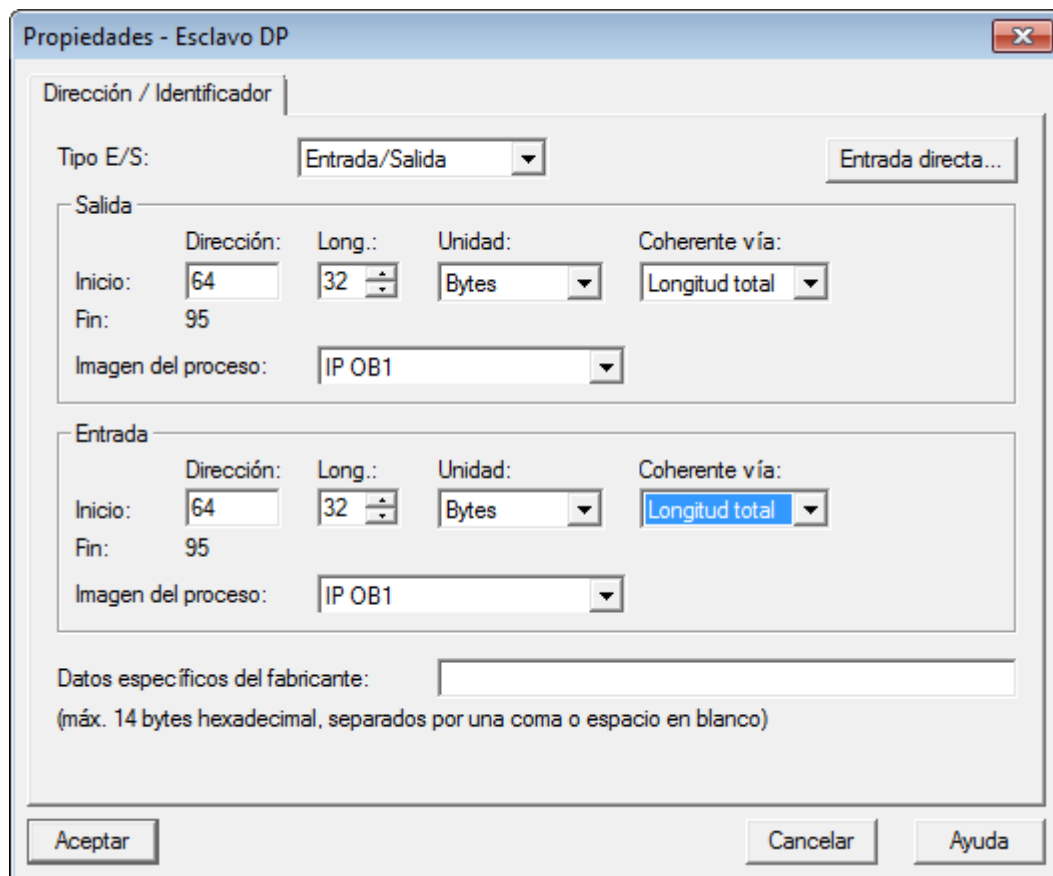 Propiedades - Esclavo DP
Dirección / Identificador
Tipo E/S: Entrada/Salida Entrada directa...
Salida
Dirección: Long.: Unidad: Coherente vía:
Inicio: 64 32 Bytes Longitud total
Fin: 95
Imagen del proceso: IP OB1
Entrada
Dirección: Long.: Unidad: Coherente vía:
Inicio: 64 32 Bytes Longitud total
Fin: 95
Imagen del proceso: IP OB1
Datos específicos del fabricante:
(máx. 14 bytes hexadecimal, separados por una coma o espacio en blanco)
Aceptar Cancelar Ayuda